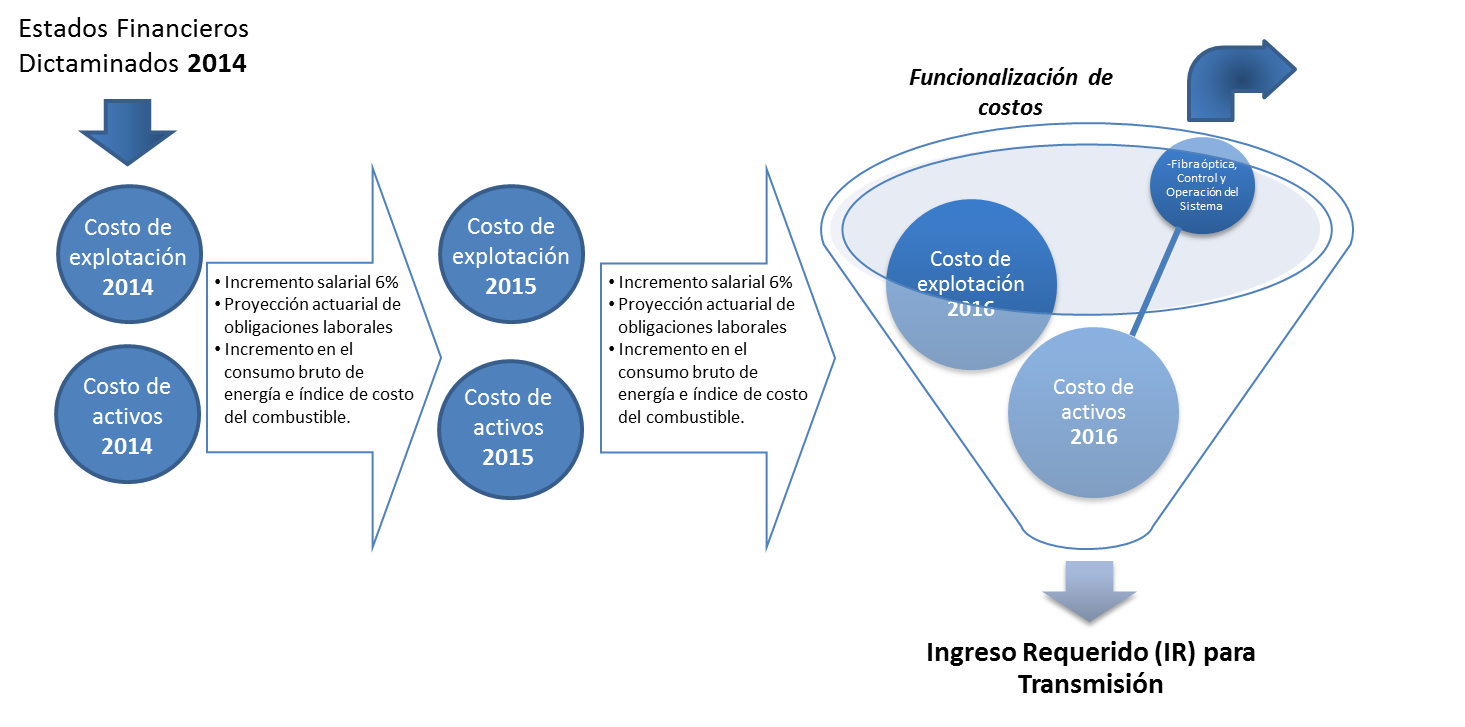 Estados Financieros
Dictaminados 2014
Costo de
explotación
2014
Costo de
activos
2014
• Incremento salarial 6%
• Proyección actuarial de
obligaciones laborales
• Incremento en el
consumo bruto de
energía e índice de costo
del combustible.
Costo de
explotación
2015
Costo de
activos
2015
• Incremento salarial 6%
• Proyección actuarial de
obligaciones laborales
• Incremento en el
consumo bruto de
energía e índice de costo
del combustible.
Funcionalización de
costos
-Fibra óptica,
Control y
Operación del
Sistema
Costo de
explotación
2016
Costo de
activos
2016
Ingreso Requerido (IR) para
Transmisión